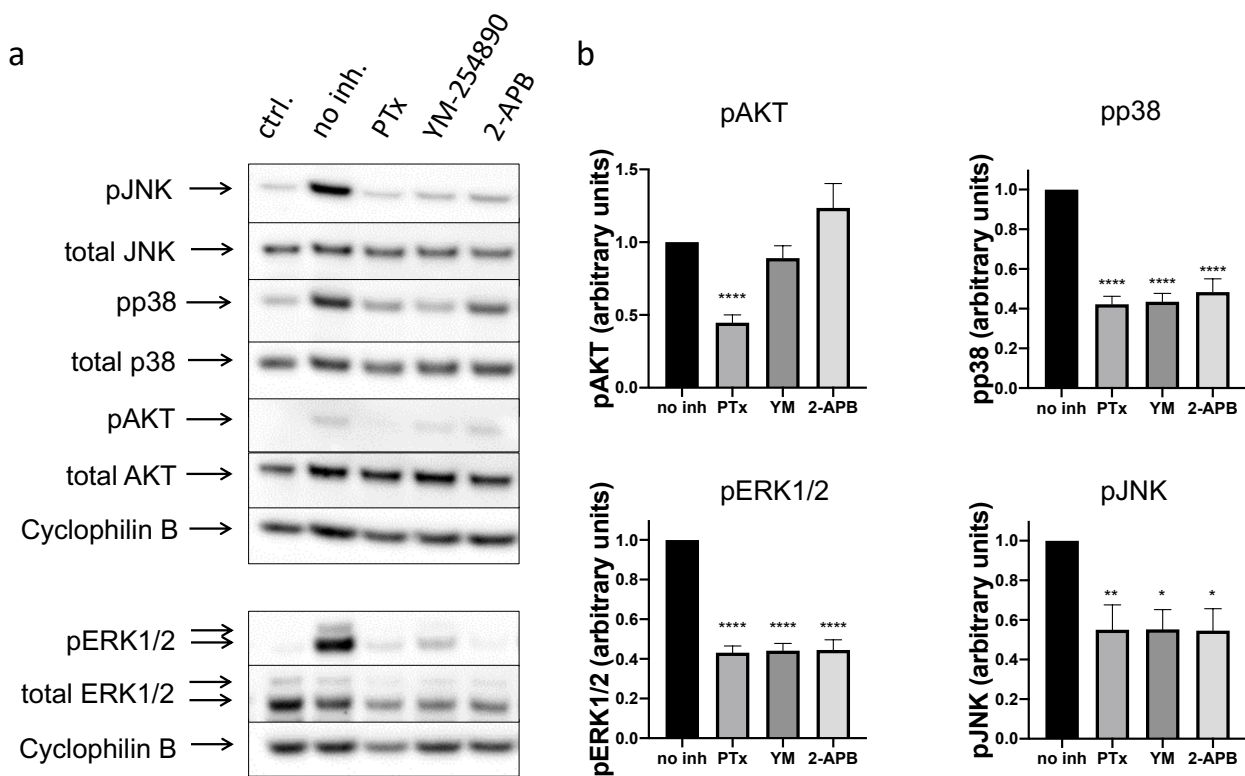 a
ctrl.
no inh.
PTx
YM-254890
2-APB
pJNK
total JNK
pp38
total p38
pAKT
total AKT
Cyclophilin B
pERK1/2
total ERK1/2
Cyclophilin B
b
pAKT
pAKT (arbitrary units)
1.5
1.0
0.5
0.0
****
no inh PTx YM 2-APB
pp38
pp38 (arbitrary units)
1.0
0.8
0.6
0.4
0.2
0.0
**** **** ****
no inh PTx YM 2-APB
pERK1/2
pERK1/2 (arbitrary units)
1.0
0.8
0.6
0.4
0.2
0.0
**** **** ****
no inh PTx YM 2-APB
pJNK
pJNK (arbitrary units)
1.0
0.8
0.6
0.4
0.2
0.0
** * *
no inh PTx YM 2-APB